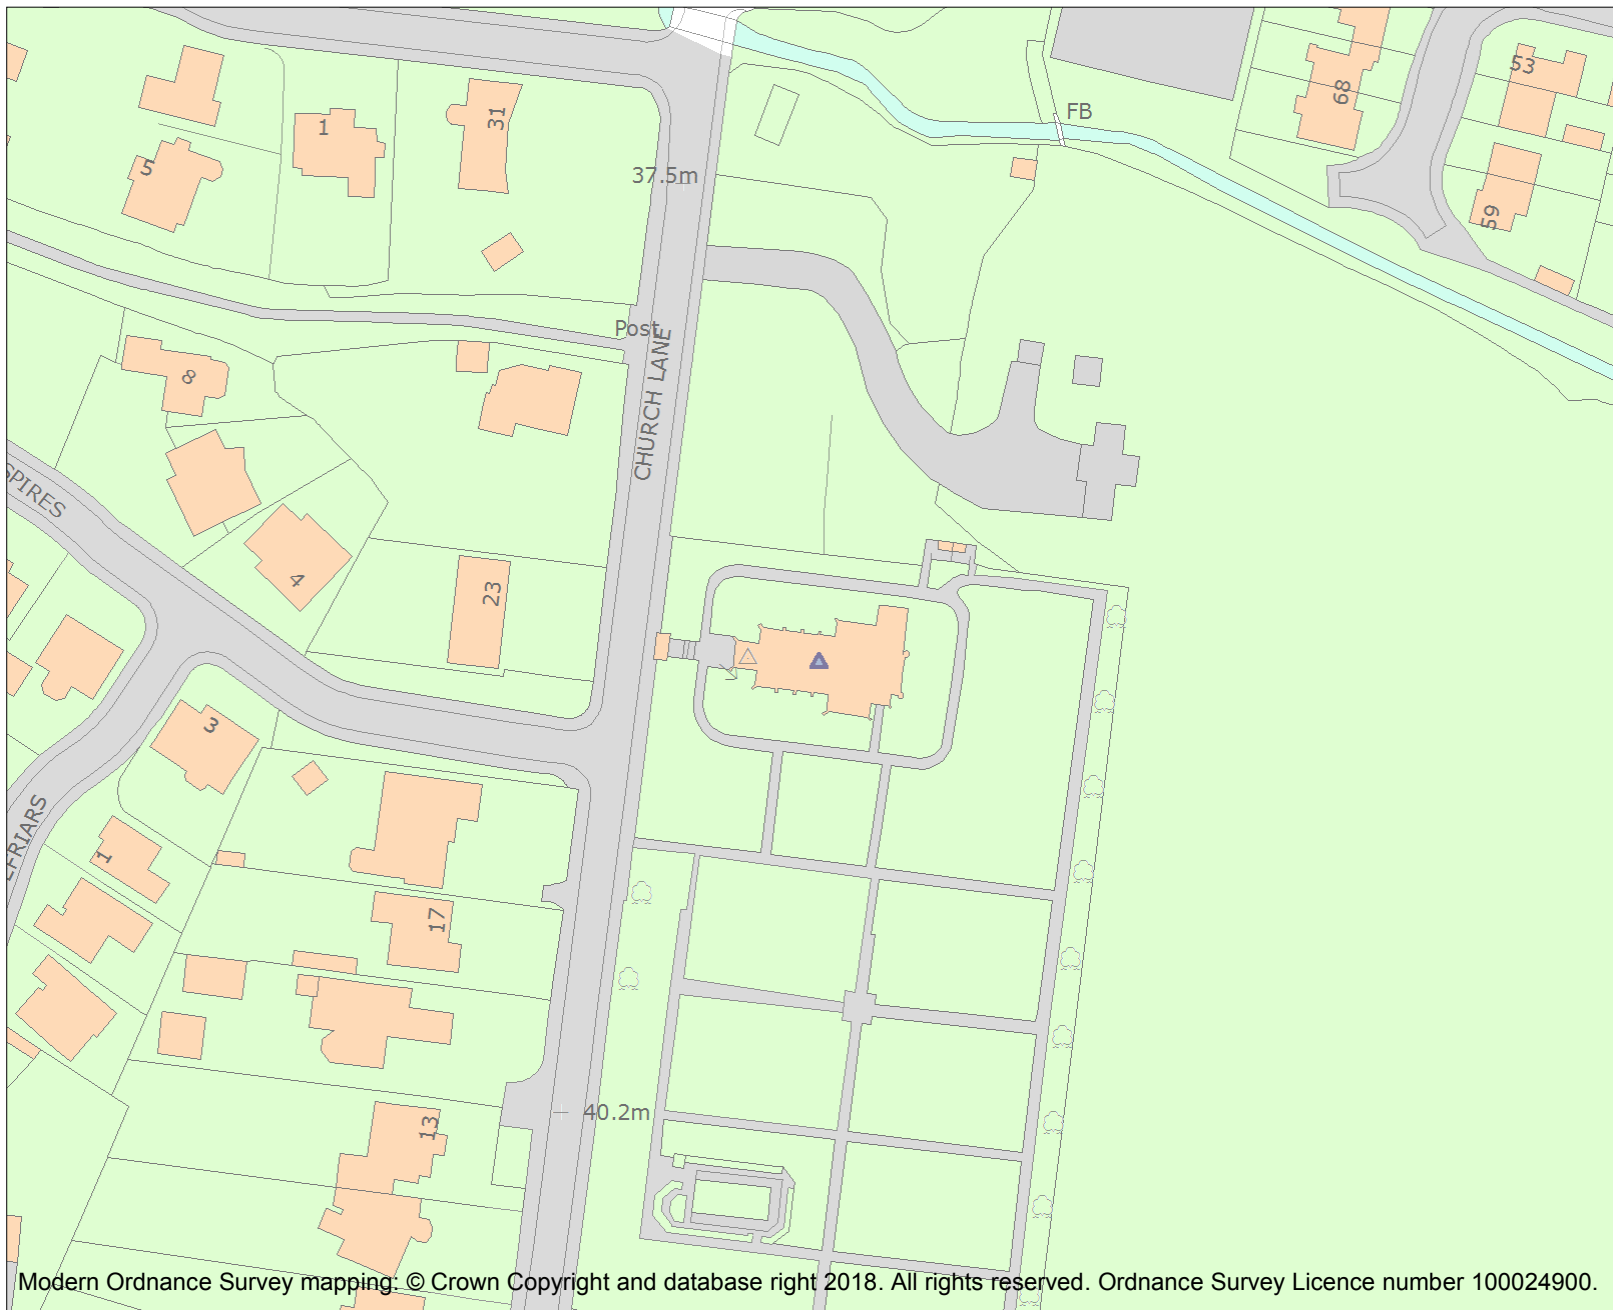 53
68
FB
31
1
5
37.5m
59
Post
CHURCH LANE
8
SPIRES
4
23
3
EFRIARS
1
17
40.2m
13
Modern Ordnance Survey mapping: © Crown Copyright and database right 2018. All rights reserved. Ordnance Survey Licence number 100024900.